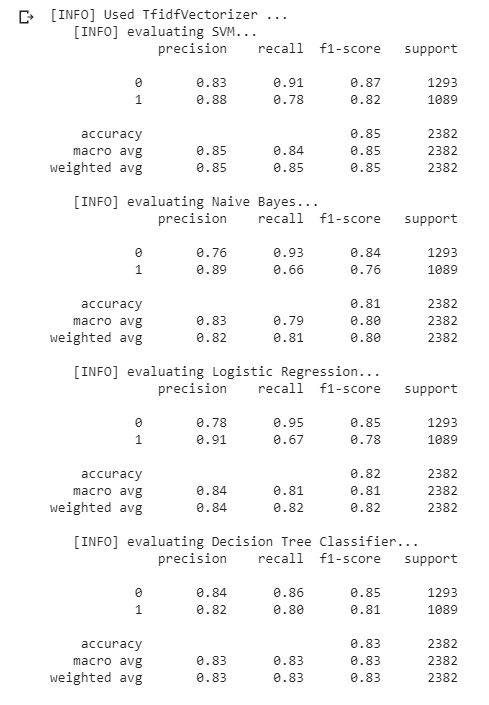 [INFO] Used TfidfVectorizer ...
[INFO] evaluating SVM...
precision recall f1-score support
0 0.83 0.91 0.87 1293
1 0.88 0.78 0.82 1089
accuracy 0.85 2382
macro avg 0.85 0.84 0.85 2382
weighted avg 0.85 0.85 0.85 2382
[INFO] evaluating Naive Bayes...
precision recall f1-score support
0 0.76 0.93 0.84 1293
1 0.89 0.66 0.76 1089
accuracy 0.81 2382
macro avg 0.83 0.79 0.80 2382
weighted avg 0.82 0.81 0.80 2382
[INFO] evaluating Logistic Regression...
precision recall f1-score support
0 0.78 0.95 0.85 1293
1 0.91 0.67 0.78 1089
accuracy 0.82 2382
macro avg 0.84 0.81 0.81 2382
weighted avg 0.84 0.82 0.82 2382
[INFO] evaluating Decision Tree Classifier...
precision recall f1-score support
0 0.84 0.86 0.85 1293
1 0.82 0.80 0.81 1089
accuracy 0.83 2382
macro avg 0.83 0.83 0.83 2382
weighted avg 0.83 0.83 0.83 2382